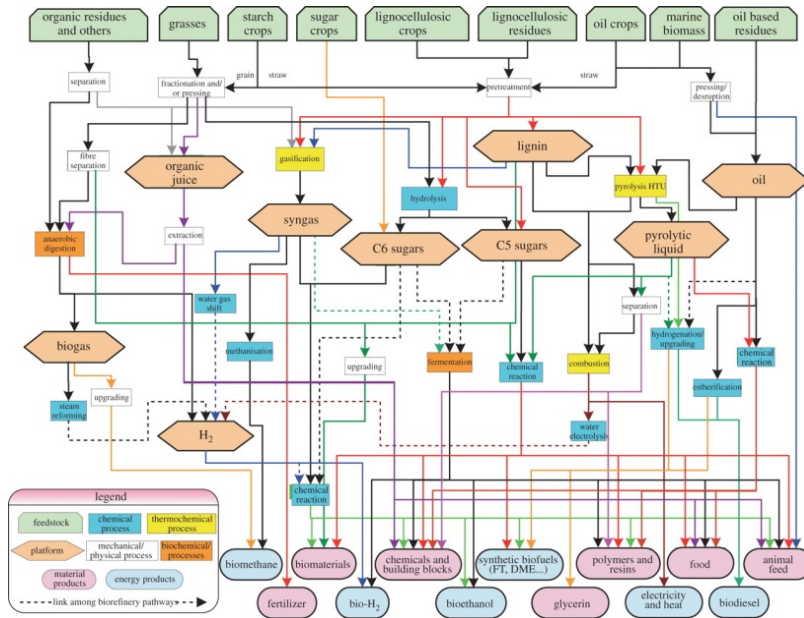 organic residues
and others
grasses
starch
crops
sugar
crops
lignocellulosic
crops
lignocellulosic
residues
oil crops
marine
biomass
oil based
residues
grain
straw
straw
separation
fractionation and/
or pressing
pretreatment
pressing/
desruption
fibre
separation
organic
juice
gasification
lignin
pyrolysis HTU
oil
hydrolysis
syngas
C6 sugars
C5 sugars
pyrolytic
liquid
anaerobic
digestion
extraction
water gas
shift
separation
biogas
methanisation
upgrading
fermentation
chemical
reaction
combustion
hydrogenation/
upgrading
chemical
reaction
steam
reforming
upgrading
H2
estherification
water
electrolysis
chemical
reaction
legend
feedstock
chemical
process
thermochemical
process
platform
mechanical/
physical process
biochemical/
processes
material
products
energy products
link among biorefinery pathways
biomethane
biomaterials
chemicals and
building blocks
synthetic biofuels
(FT, DME...)
polymers and
resins
food
animal
feed
fertilizer
bio-H2
bioethanol
glycerin
electricity
and heat
biodiesel